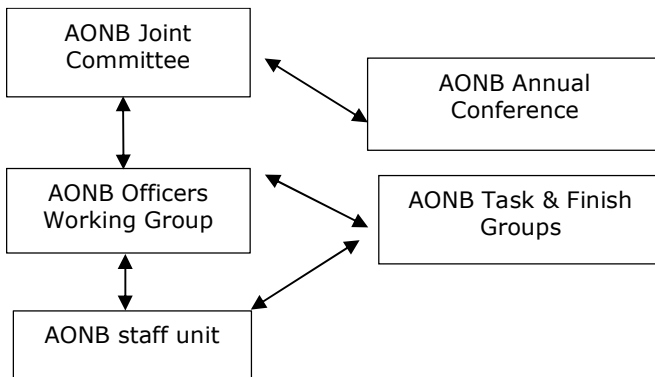 AONB Joint
Committee
AONB Annual
Conference
AONB Officers
Working Group
AONB Task & Finish
Groups
AONB staff unit